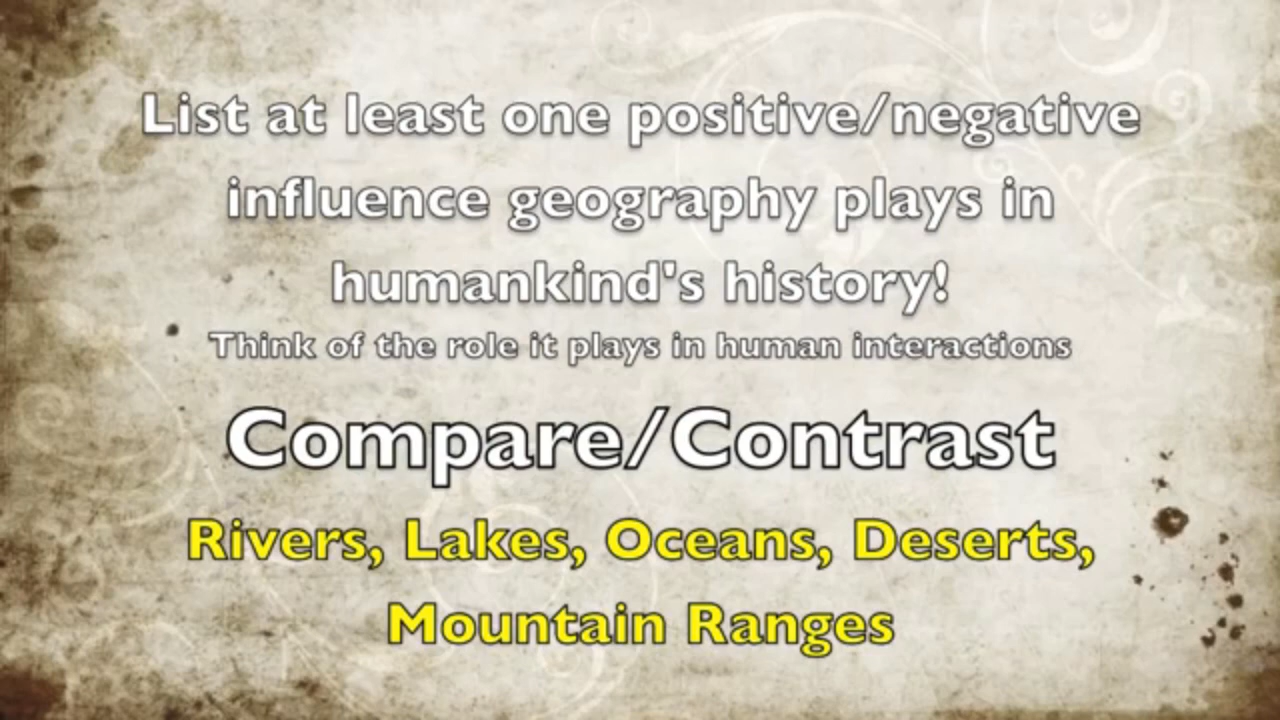 List at least one positive/negative
influence geography plays in
humankind's history!
Think of the role it plays in human interactions
Compare/Contrast
Rivers, Lakes, Oceans, Deserts,
Mountain Ranges